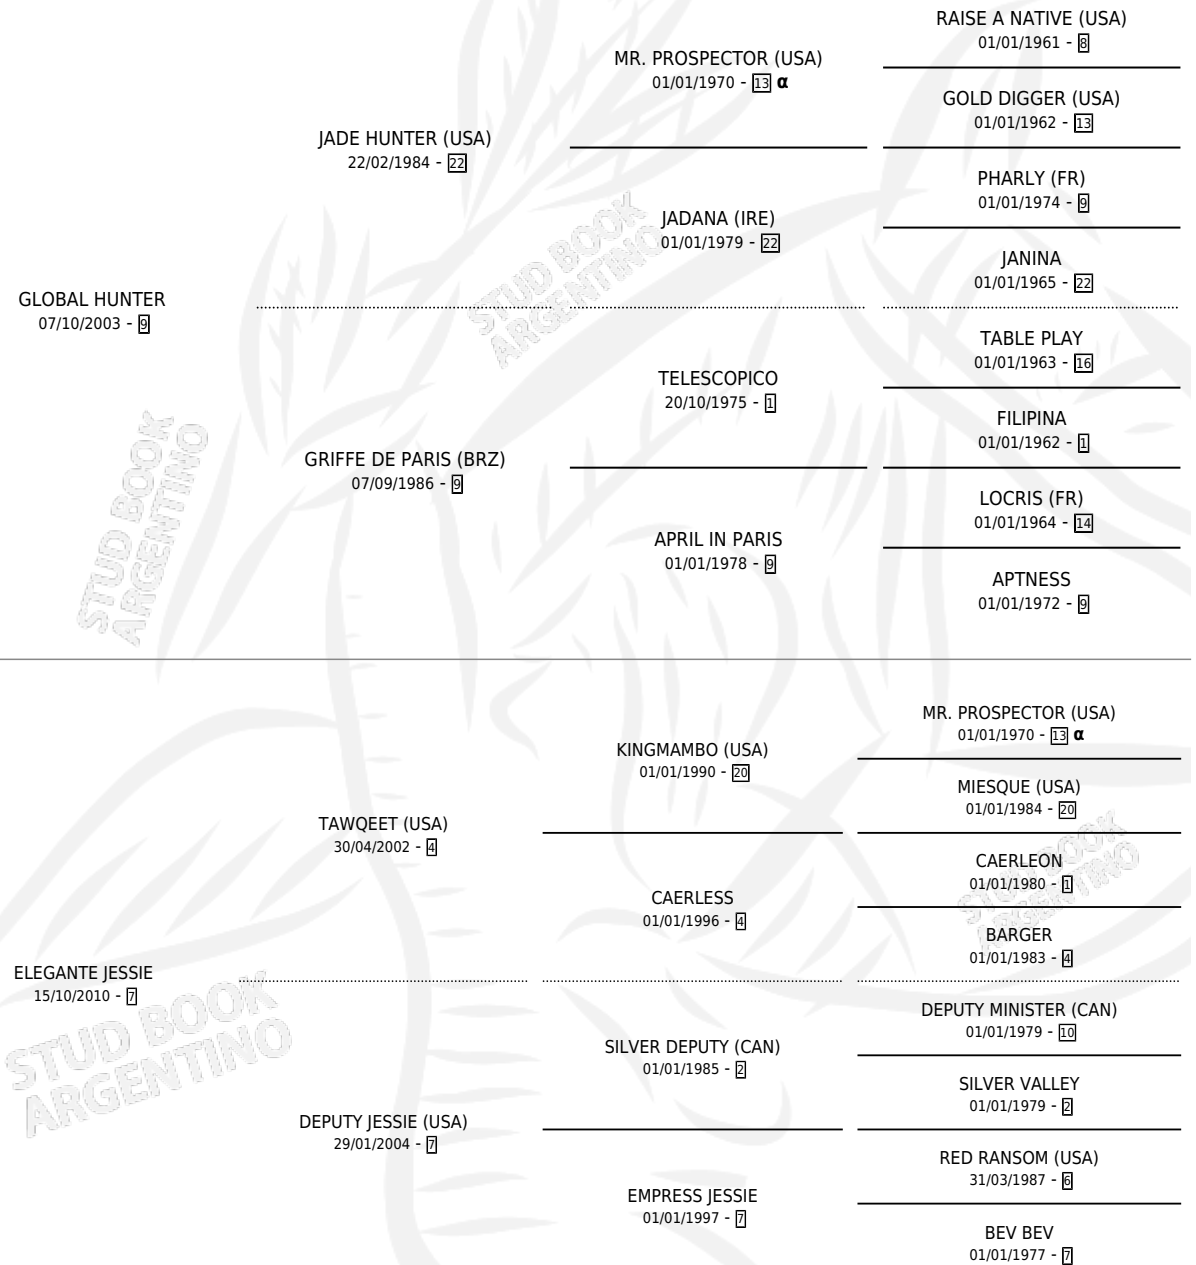 RAISE A NATIVE (USA)
01/01/1961 - 8
MR. PROSPECTOR (USA)
01/01/1970 - 13 α
GOLD DIGGER (USA)
01/01/1962 - 13
JADE HUNTER (USA)
22/02/1984 - 22
PHARLY (FR)
01/01/1974 - 9
JADANA (IRE)
01/01/1979 - 22
JANINA
01/01/1965 - 22
GLOBAL HUNTER
07/10/2003 - 9
TABLE PLAY
01/01/1963 - 16
TELESCOPICO
20/10/1975 - 1
FILIPINA
01/01/1962 - 1
GRIFFE DE PARIS (BRZ)
07/09/1986 - 9
LOCRIS (FR)
01/01/1964 - 14
APRIL IN PARIS
01/01/1978 - 9
APTNESS
01/01/1972 - 9
STUD BOOK
ARGENTINO
STUD BOOK
ARGENTINO
MR. PROSPECTOR (USA)
01/01/1970 - 13 α
KINGMAMBO (USA)
01/01/1990 - 20
MIESQUE (USA)
01/01/1984 - 20
TAWQEET (USA)
30/04/2002 - 4
CAERLEON
01/01/1980 - 1
CAERLESS
01/01/1996 - 4
BARGER
01/01/1983 - 4
ELEGANTE JESSIE
15/10/2010 - 7
DEPUTY MINISTER (CAN)
01/01/1979 - 10
SILVER DEPUTY (CAN)
01/01/1985 - 2
SILVER VALLEY
01/01/1979 - 2
DEPUTY JESSIE (USA)
29/01/2004 - 7
RED RANSOM (USA)
31/03/1987 - 6
EMPRESS JESSIE
01/01/1997 - 7
BEV BEV
01/01/1977 - 7
STUD BOOK
ARGENTINO
STUD BOOK
ARGENTINO